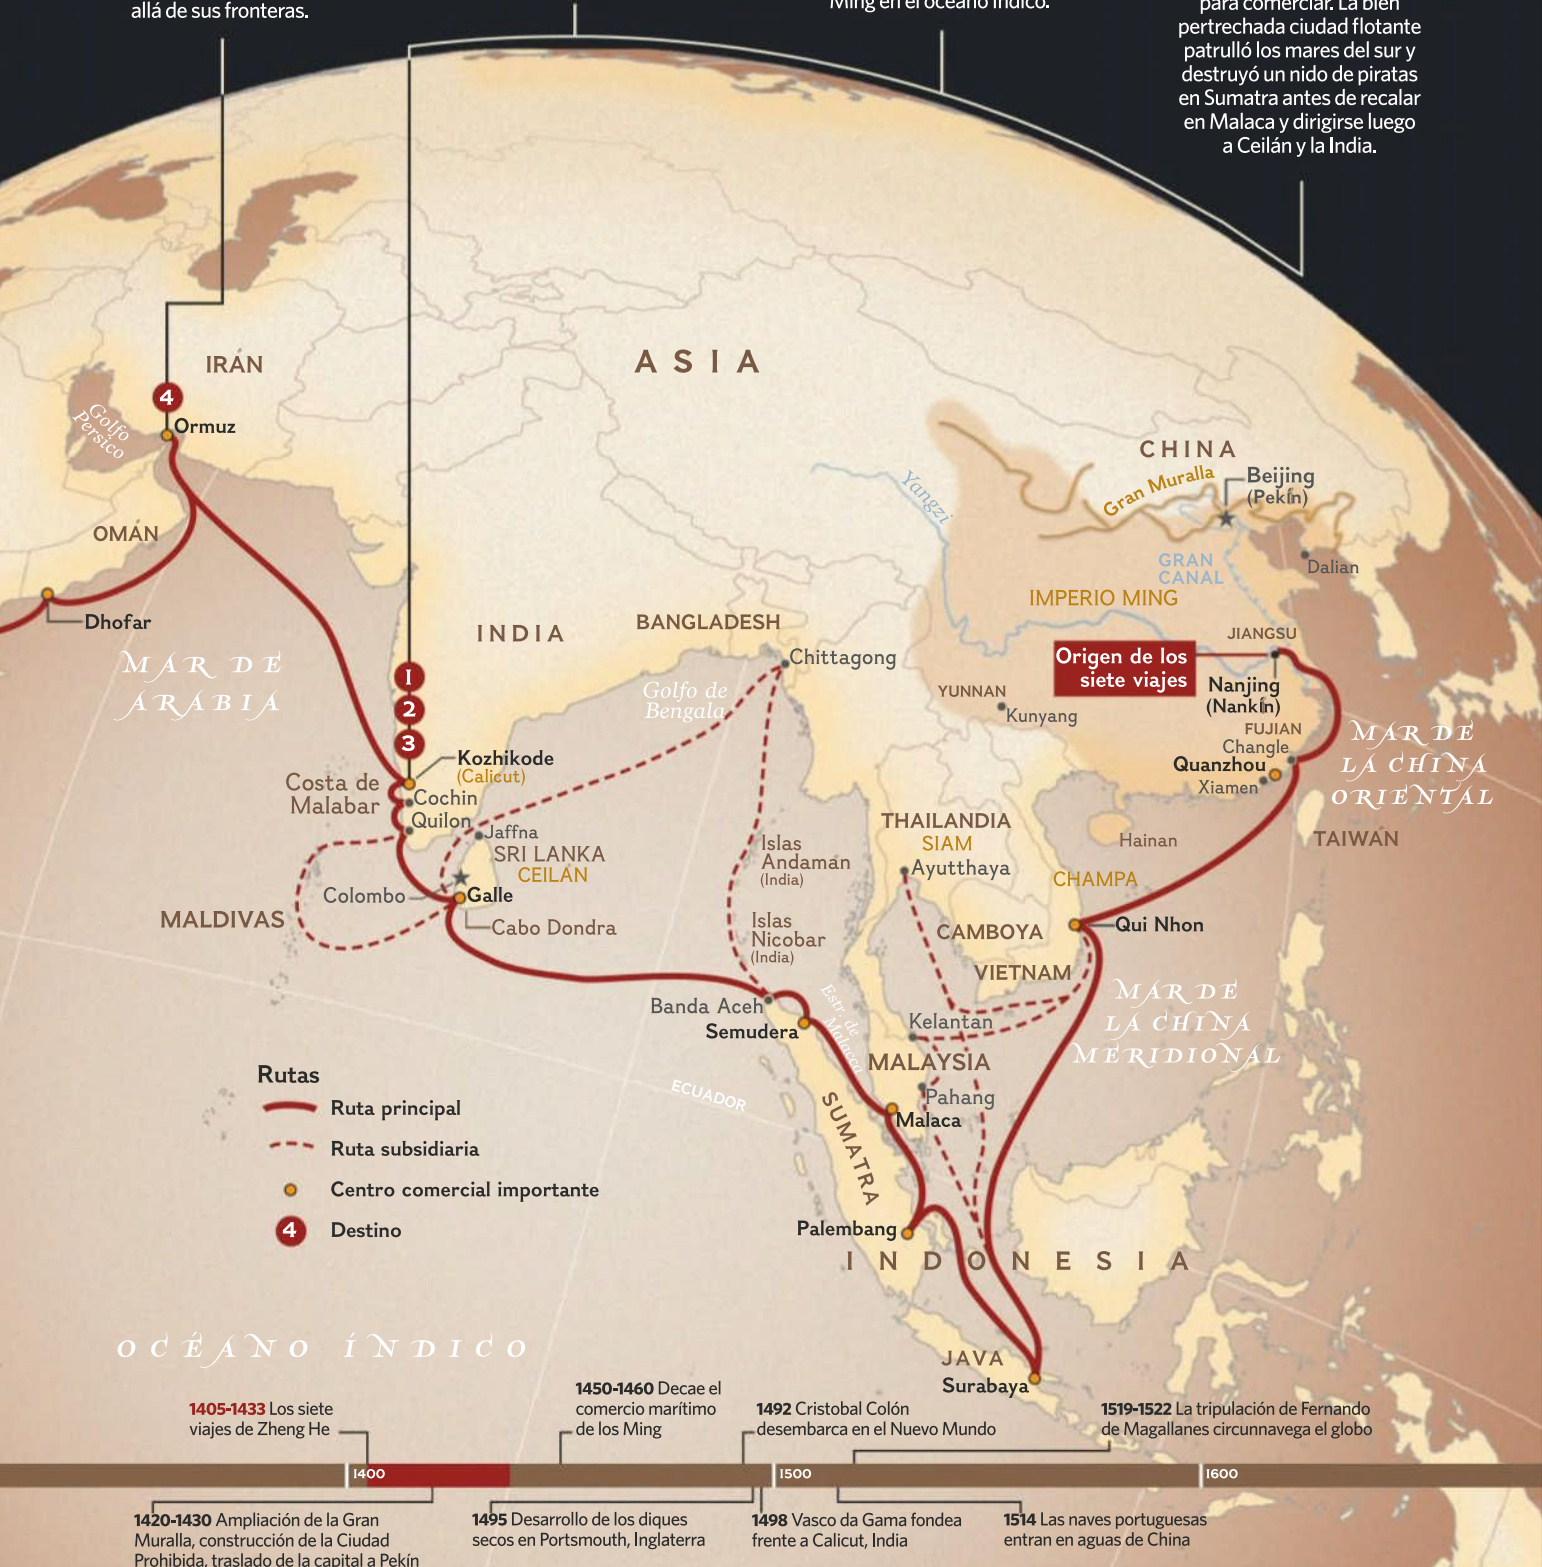 allá de sus fronteras.
Ming en el océano Índico.
para comerciar. La bien
pertrechada ciudad flotante
patrulló los mares del sur y
destruyó un nido de piratas
en Sumatra antes de recalar
en Malaca y dirigirse luego
a Ceilán y la India.
ASIA
IRÁN
4
Golfo
Pérsico
Ormuz
OMÁN
Dhofar
MAR DE
ARABIA
INDIA
BANGLADESH
Chittagong
Golfo de
Bengala
CHINA
Gran Muralla
Beijing
(Pekín)
Yangzi
GRAN
CANAL
Dalian
IMPERIO MING
JIANGSU
Origen de los
siete viajes
Nanjing
(Nankín)
YUNNAN
Kunyang
FUJIAN
Changle
Quanzhou
Xiamen
MAR DE
LA CHINA
ORIENTAL
TAIWÁN
1
2
3
Kozhikode
(Calicut)
Costa de
Malabar
Cochin
Quilon
Jaffna
SRI LANKA
CEILÁN
Colombo
Galle
Cabo Dondra
MALDIVAS
Islas
Andamán
(India)
Islas
Nicobar
(India)
THAILANDIA
SIAM
Ayutthaya
Hainan
CHAMPA
CAMBOYA
Qui Nhon
VIETNAM
MAR DE
LA CHINA
MERIDIONAL
Banda Aceh
Semudera
Estr. de
Malacca
Kelantan
MALAYSIA
Pahang
Malaca
ECUADOR
SUMATRA
Palembang
INDONESIA
JAVA
Surabaya
Rutas
Ruta principal
Ruta subsidiaria
Centro comercial importante
4 Destino
OCÉANO ÍNDICO
1405-1433 Los siete
viajes de Zheng He
1450-1460 Decae el
comercio marítimo
de los Ming
1492 Cristobal Colón
desembarca en el Nuevo Mundo
1519-1522 La tripulación de Fernando
de Magallanes circunnavega el globo
1400
1500
1600
1420-1430 Ampliación de la Gran
Muralla, construcción de la Ciudad
Prohibida, traslado de la capital a Pekín
1495 Desarrollo de los diques
secos en Portsmouth, Inglaterra
1498 Vasco da Gama fondea
frente a Calicut, India
1514 Las naves portuguesas
entran en aguas de China